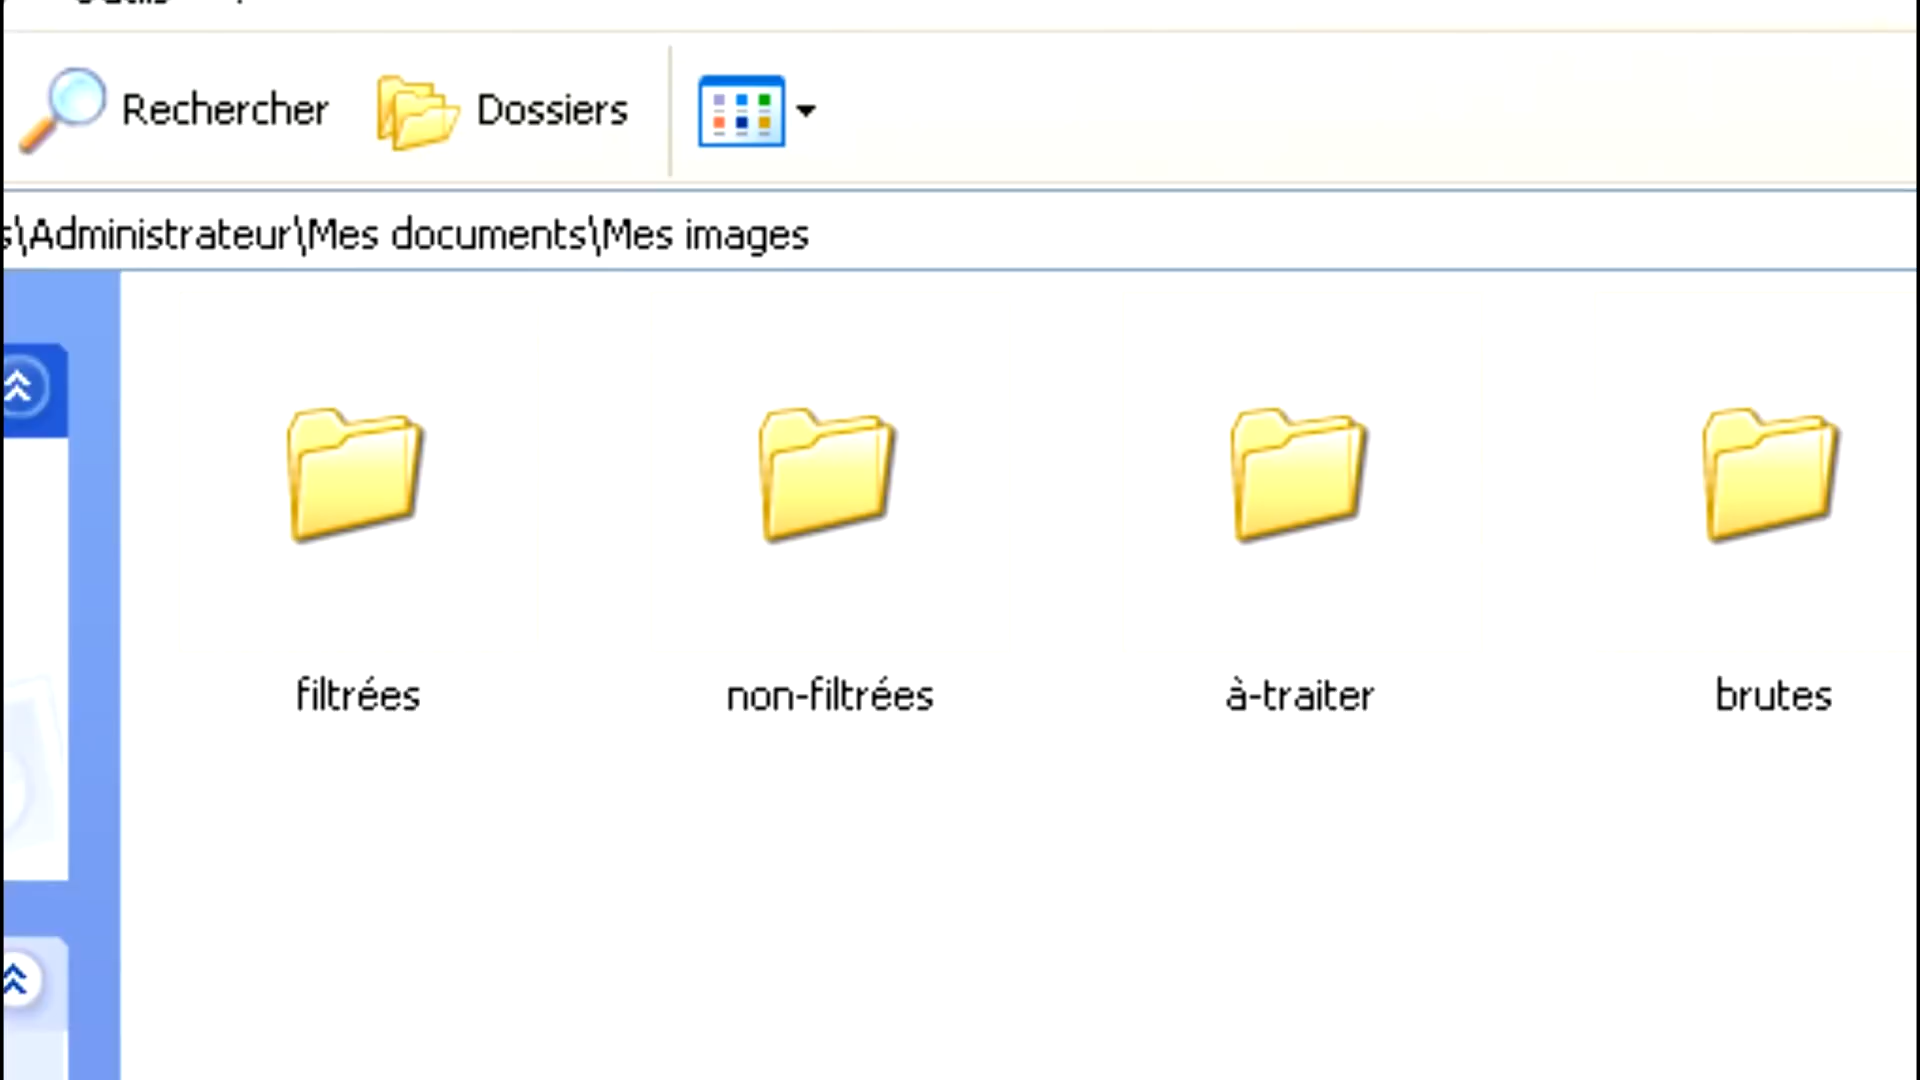 Rechercher Dossiers
\Administrateur\Mes documents\Mes images
filtrées non-filtrées à-traiter brutes